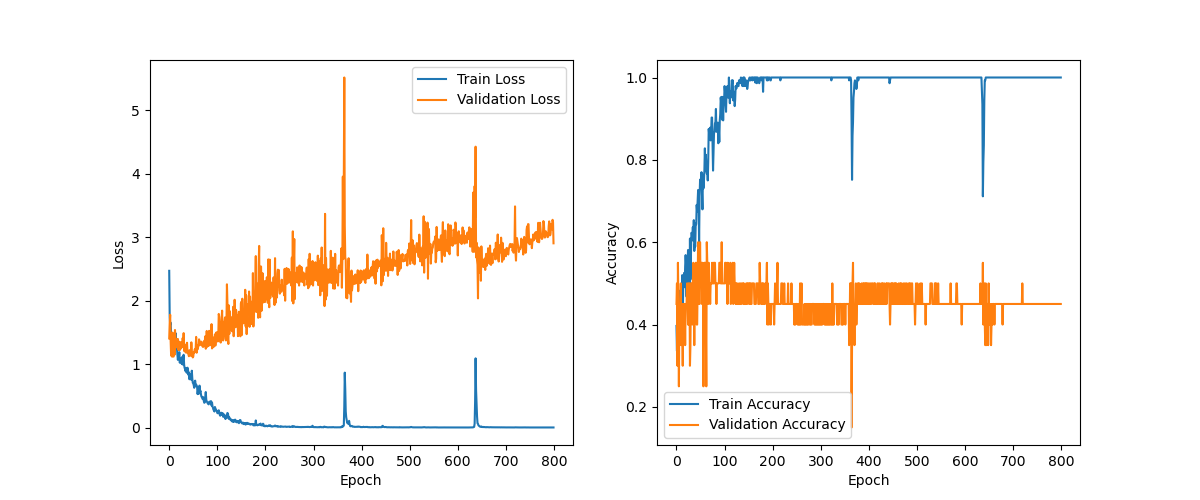 Train Loss
Validation Loss
5
4
3
2
1
0
Loss
0 100 200 300 400 500 600 700 800
Epoch
1.0
0.8
0.6
0.4
0.2
Accuracy
Train Accuracy
Validation Accuracy
0 100 200 300 400 500 600 700 800
Epoch